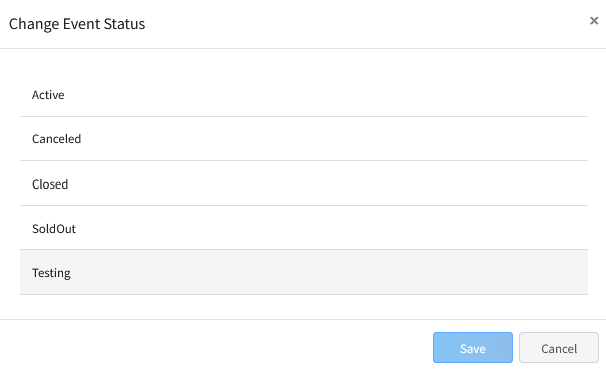 Change Event Status
×
Active
Canceled
Closed
SoldOut
Testing
Save
Cancel